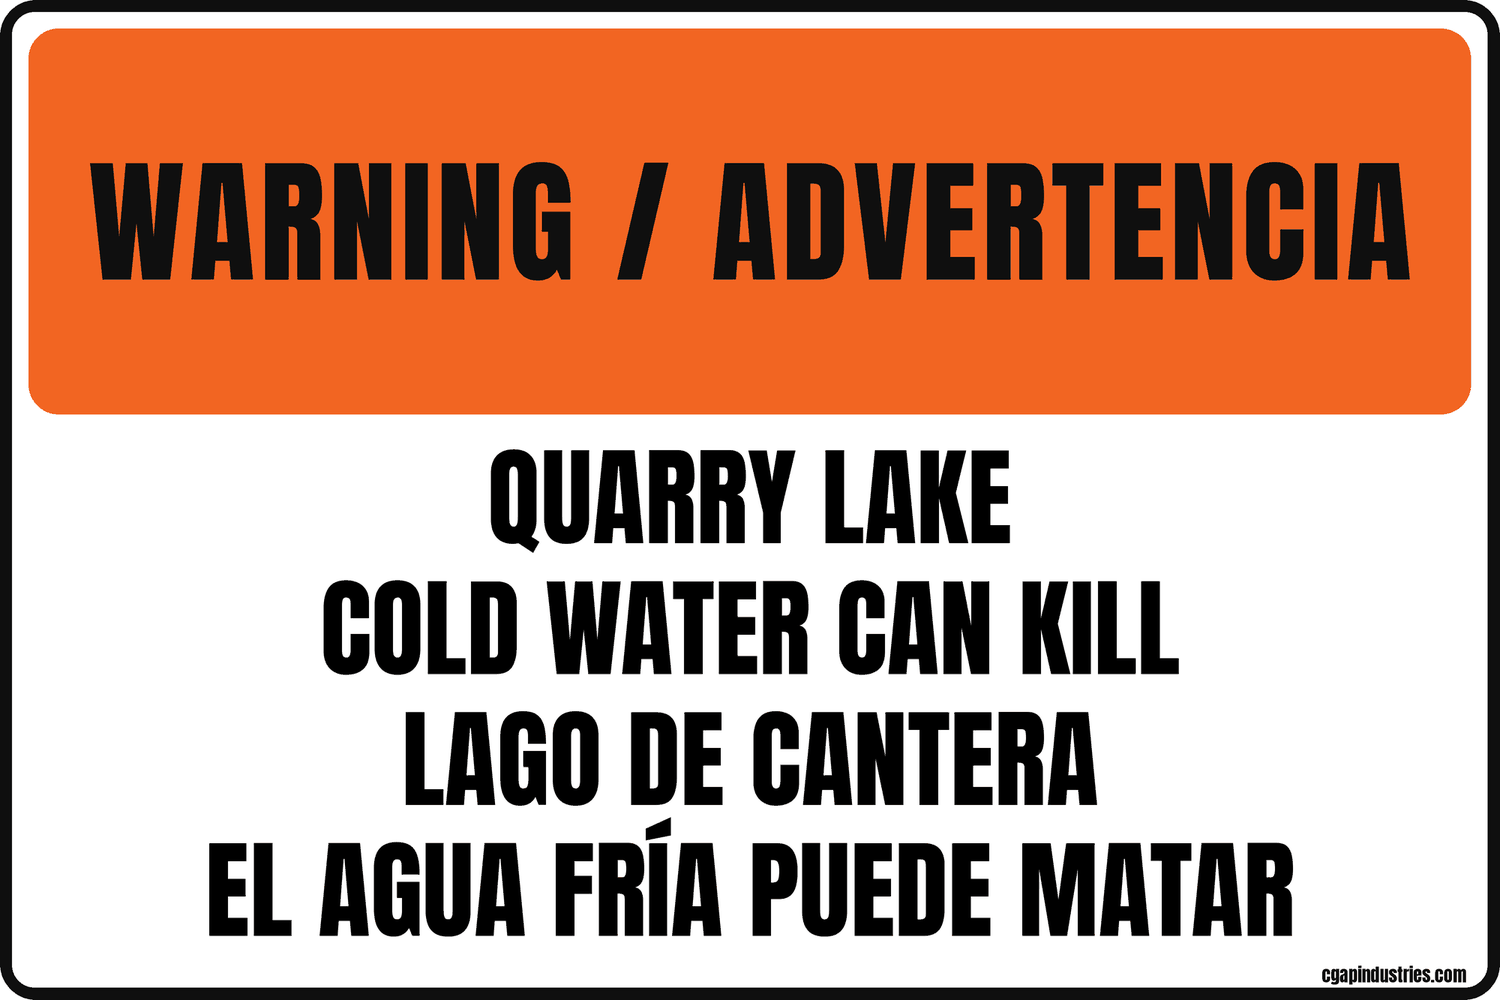 WARNING / ADVERTENCIA
QUARRY LAKE
COLD WATER CAN KILL
LAGO DE CANTERA
EL AGUA FRÍA PUEDE MATAR
cgapindustries.com